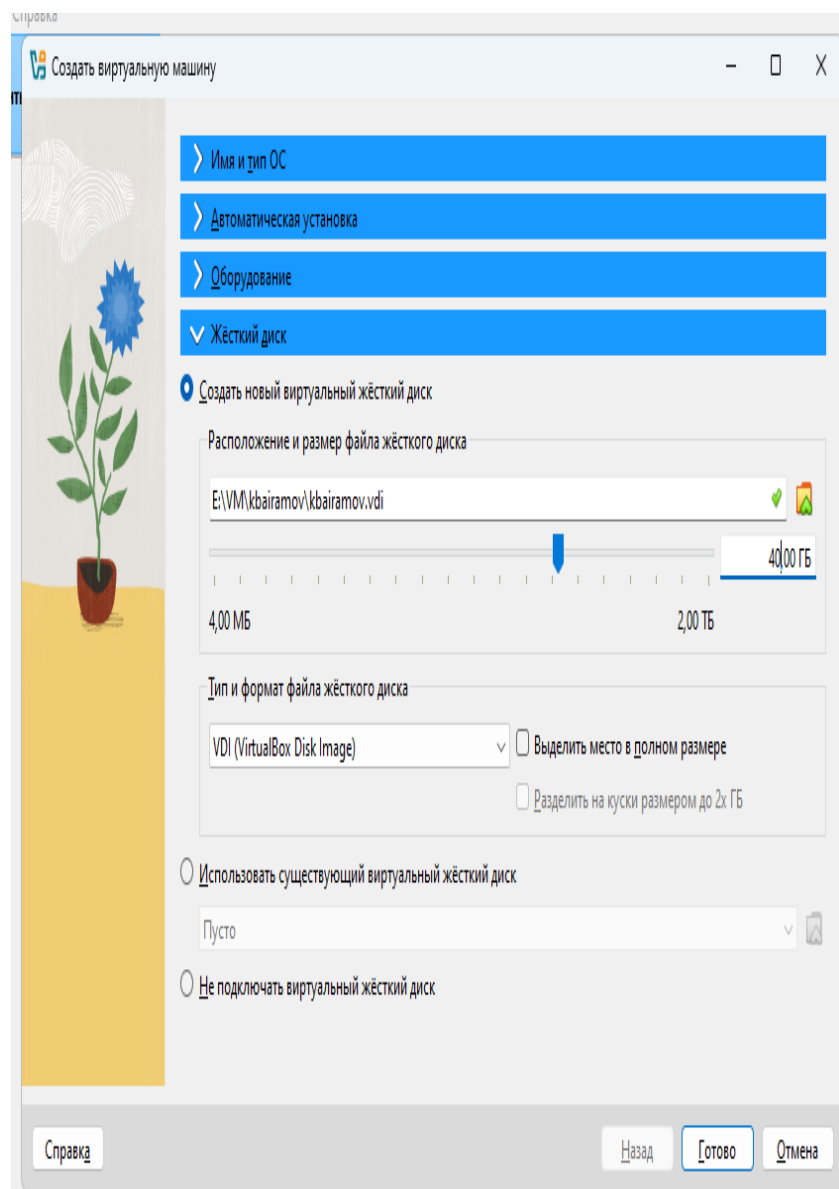 Справка
Создать виртуальную машину
Имя и тип ОС
Автоматическая установка
Оборудование
Жёсткий диск
Создать новый виртуальный жёсткий диск
Расположение и размер файла жёсткого диска
E:\VM\kbairamov\kbairamov.vdi
40,00 ГБ
4,00 МБ 2,00 ТБ
Тип и формат файла жёсткого диска
VDI (VirtualBox Disk Image) Выделить место в полном размере
Разделить на куски размером до 2х ГБ
Использовать существующий виртуальный жёсткий диск
Пусто
Не подключать виртуальный жёсткий диск
Справка Назад Готово Отмена